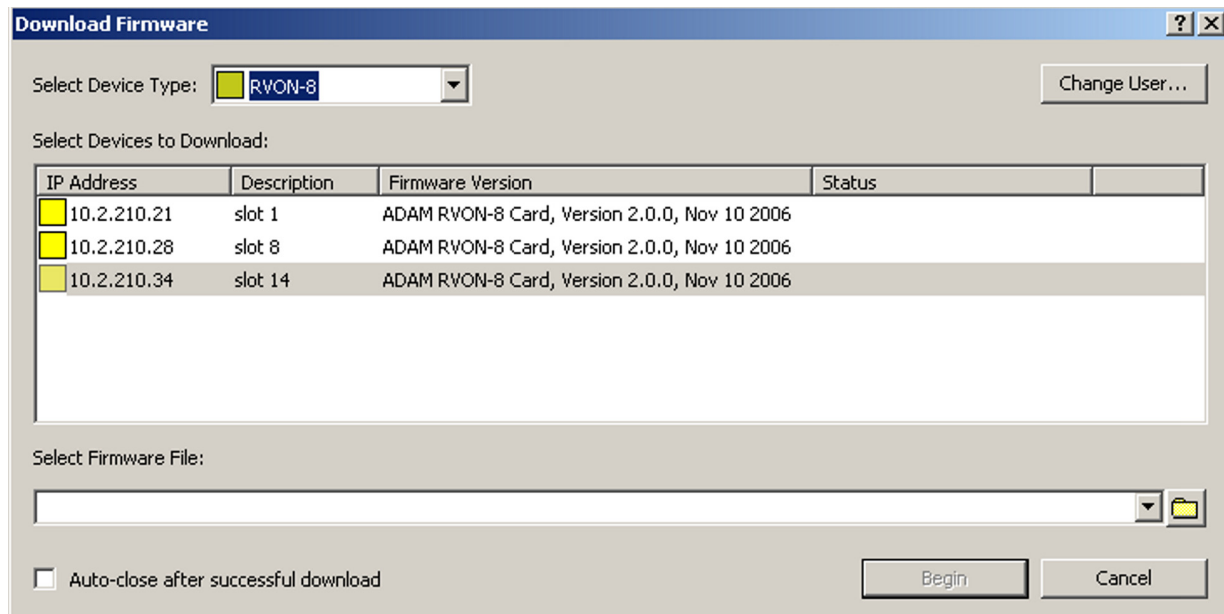 Download Firmware
Select Device Type: RVON-8 Change User...
Select Devices to Download:
IP Address Description Firmware Version Status
10.2.210.21 slot 1 ADAM RVON-8 Card, Version 2.0.0, Nov 10 2006
10.2.210.28 slot 8 ADAM RVON-8 Card, Version 2.0.0, Nov 10 2006
10.2.210.34 slot 14 ADAM RVON-8 Card, Version 2.0.0, Nov 10 2006
Select Firmware File:
Auto-close after successful download Begin Cancel